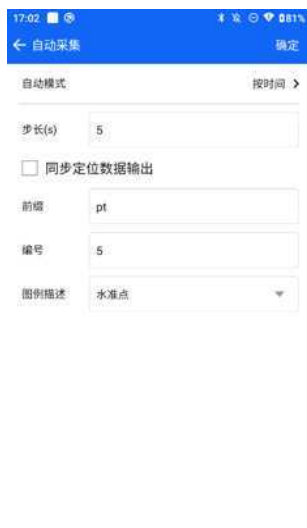 17:02 81%
自动采集 确定
自动模式 按时间
步长(s) 5
同步定位数据输出
前缀 pt
编号 5
图例描述 水准点